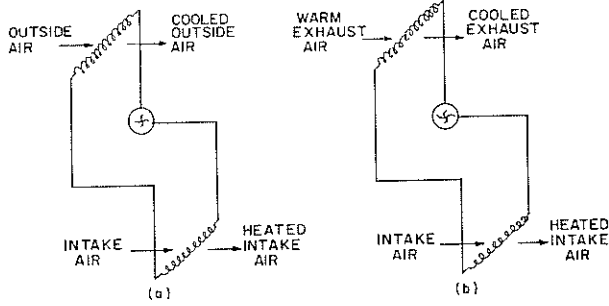 OUTSIDE
AIR
COOLED
OUTSIDE
AIR
INTAKE
AIR
HEATED
INTAKE
AIR
(a)
WARM
EXHAUST
AIR
COOLED
EXHAUST
AIR
INTAKE
AIR
HEATED
INTAKE
AIR
(b)